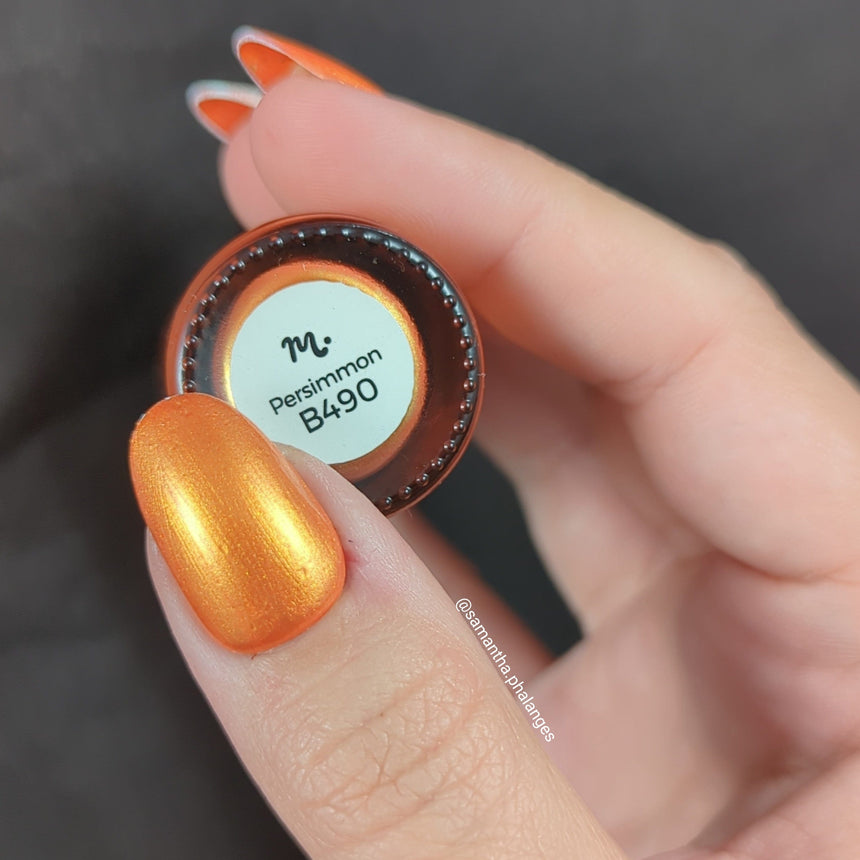 m.
Persimmon
B490
@samantha.phalanges